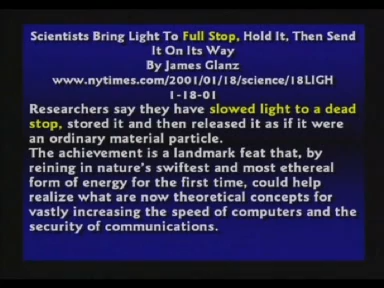 Scientists Bring Light To Full Stop, Hold It, Then Send
It On Its Way
By James Glanz
www.nytimes.com/2001/01/18/science/18LIGH
1-18-01
Researchers say they have slowed light to a dead
stop, stored it and then released it as if it were
an ordinary material particle.
The achievement is a landmark feat that, by
reining in nature's swiftest and most ethereal
form of energy for the first time, could help
realize what are now theoretical concepts for
vastly increasing the speed of computers and the
security of communications.